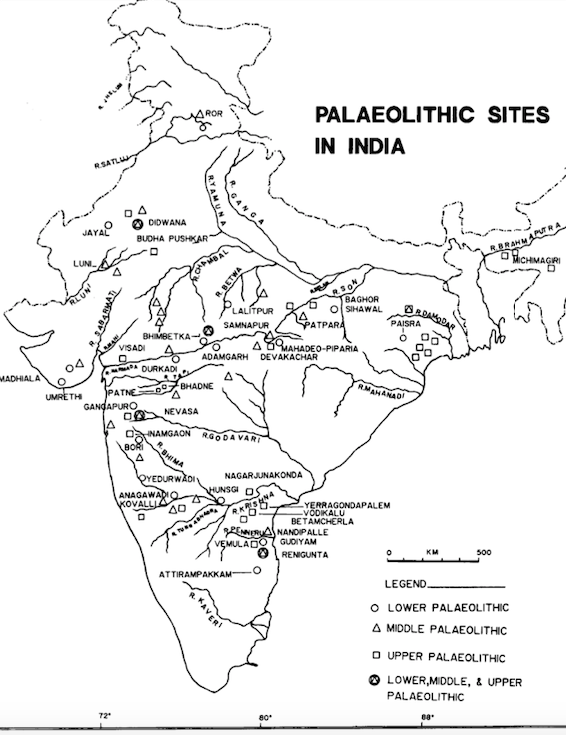 PALAEOLITHIC SITES
IN INDIA
R. JHELUM
ROR
R. SATLUJ
R. YAMUNA
R. GANGA
DIDWANA
JAYAL
BUDHA PUSHKAR
LUNI
R. LUNI
R. CHAMBAL
R. BETWA
R. SON
R. BRAHMAPUTRA
MICHIMAGIRI
R. SABARMATI
R. MAHI
LALITPUR
BAGHOR
SIHAWAL
R. DAMODAR
PAISRA
BHIMBETKA
SAMNAPUR
PATPARA
VISADI
ADAMGARH
MAHADEO-PIPARIA
DEVAKACHAR
DURKADI
R. NARMADA
R. TAPI
MADHIALA
UMRETHI
PATNE
BHADNE
R. MAHANADI
GANGAPUR
NEVASA
INAMGAON
R. GODAVARI
BORI
R. BHIMA
YEDURWADI
NAGARJUNAKONDA
ANAGAWADI
HUNSGI
KOVALLI
R. KRISHNA
YERRAGONDAPALEM
VODIKALU
BETAMCHERLA
R. TUNGABHADRA
R. PENNERU
NANDIPALLE
VEMULA
GUDIYAM
RENIGUNTA
ATTIRAMPAKKAM
R. KAVERI
0 KM 500
LEGEND
LOWER PALAEOLITHIC
MIDDLE PALAEOLITHIC
UPPER PALAEOLITHIC
LOWER, MIDDLE, & UPPER
PALAEOLITHIC
72° 80° 88°